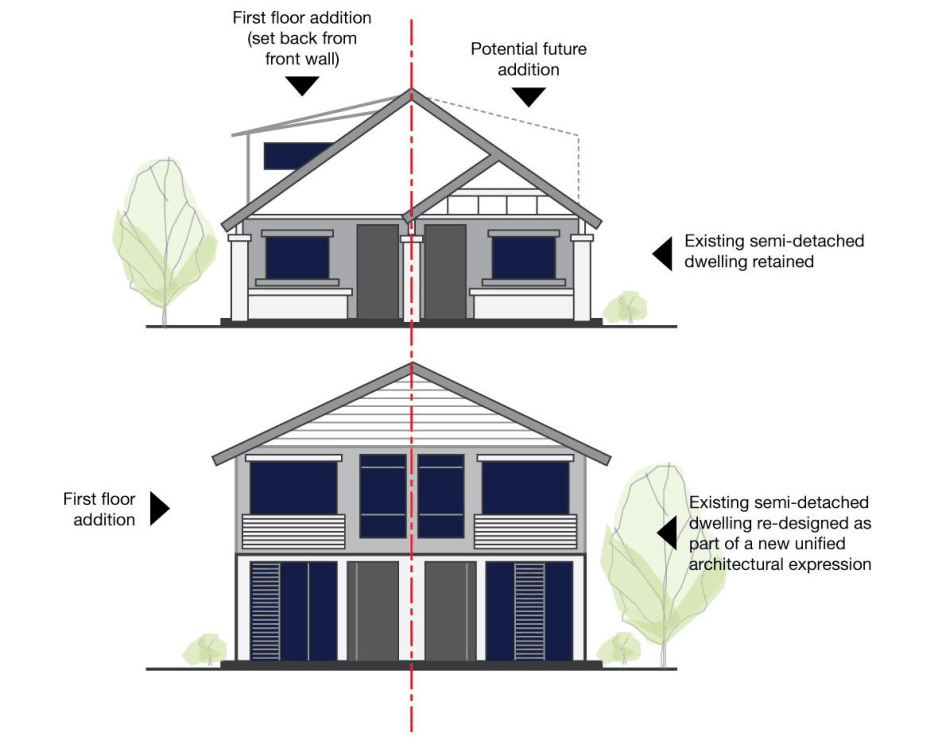 First floor addition
(set back from
front wall)
Potential future
addition
Existing semi-detached
dwelling retained
First floor
addition
Existing semi-detached
dwelling re-designed as
part of a new unified
architectural expression